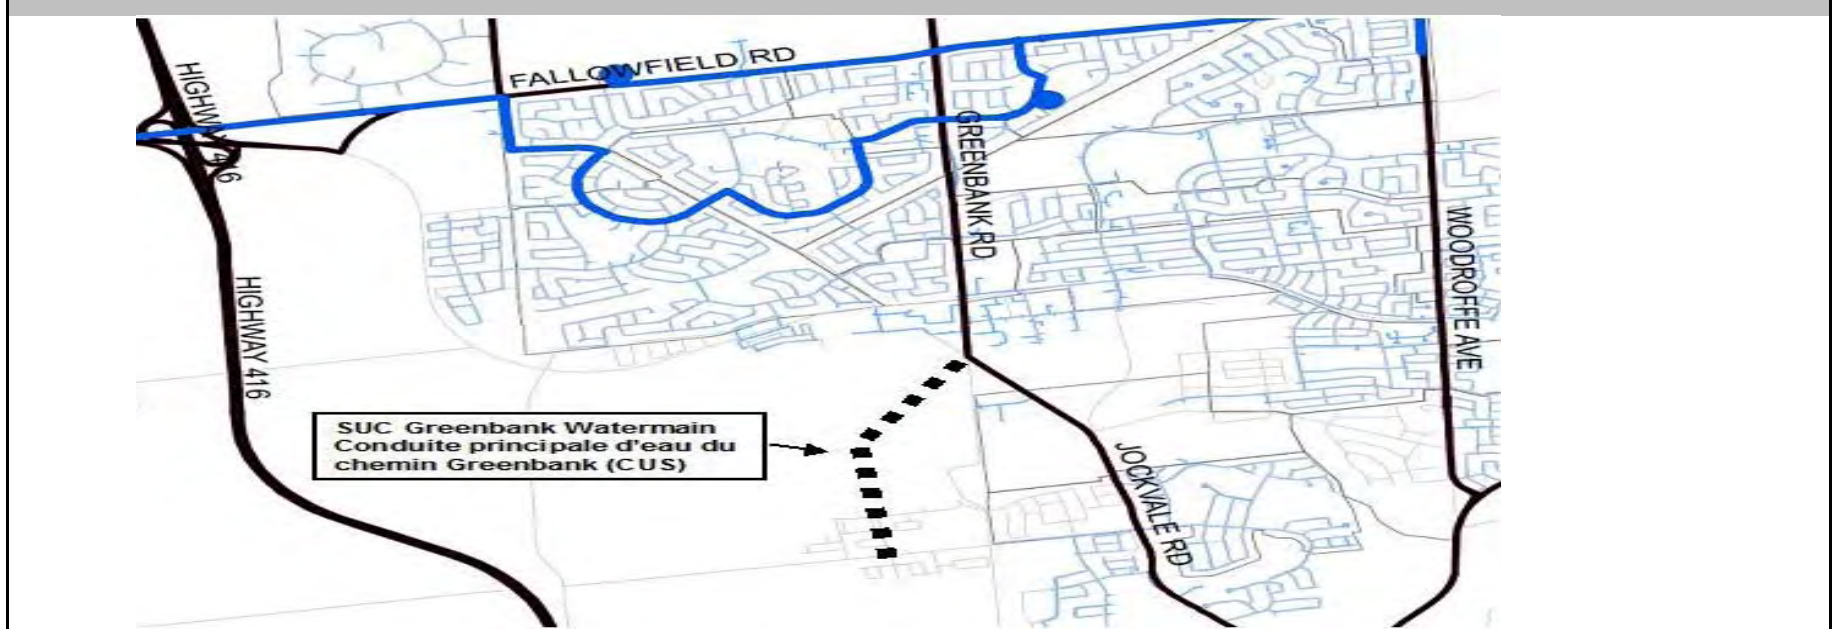 FALLOWFIELD RD
HIGHWAY 416
GREENBANK RD
WOODROFFE AVE
HIGHWAY 416
SUC Greenbank Watermain
Conduite principale d'eau du
chemin Greenbank (CUS)
JOCKVALE RD